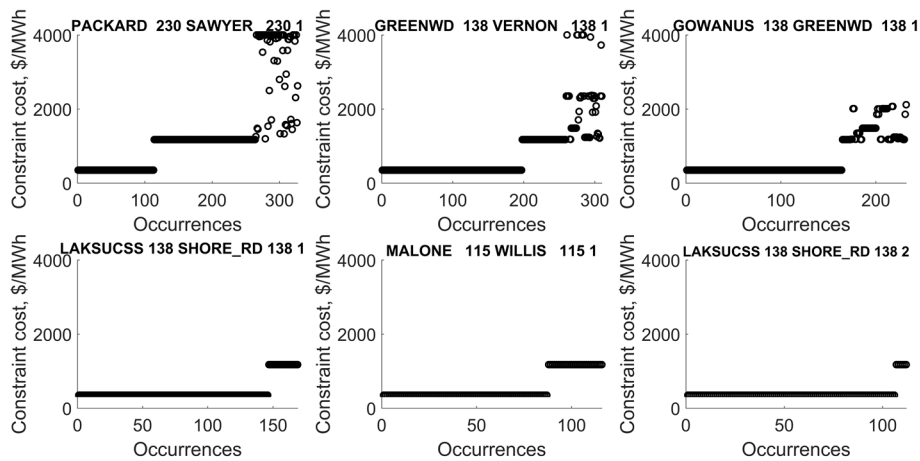 PACKARD 230 SAWYER 230 1
GREENWD 138 VERNON 138 1
GOWANUS 138 GREENWD 138 1
Constraint cost, $/MWh
4000
2000
0
0 100 200 300
Occurrences
Constraint cost, $/MWh
4000
2000
0
0 100 200 300
Occurrences
Constraint cost, $/MWh
4000
2000
0
0 100 200
Occurrences
LAKSUCSS 138 SHORE_RD 138 1
MALONE 115 WILLIS 115 1
LAKSUCSS 138 SHORE_RD 138 2
Constraint cost, $/MWh
4000
2000
0
0 50 100 150
Occurrences
Constraint cost, $/MWh
4000
2000
0
0 50 100
Occurrences
Constraint cost, $/MWh
4000
2000
0
0 50 100
Occurrences